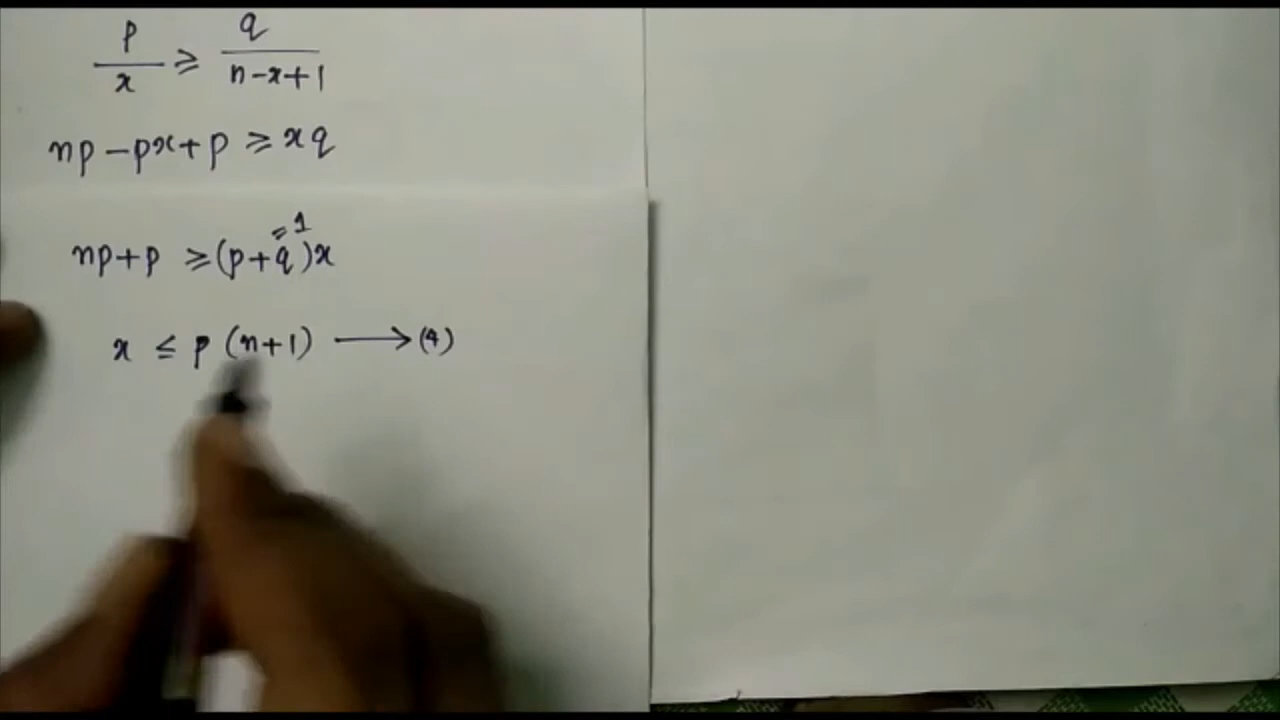 p/x ≥ q/(n-x+1)
np-px+p ≥ xq
np+p ≥ (p+q)x =1
x ≤ p (n+1) ⟶ (4)